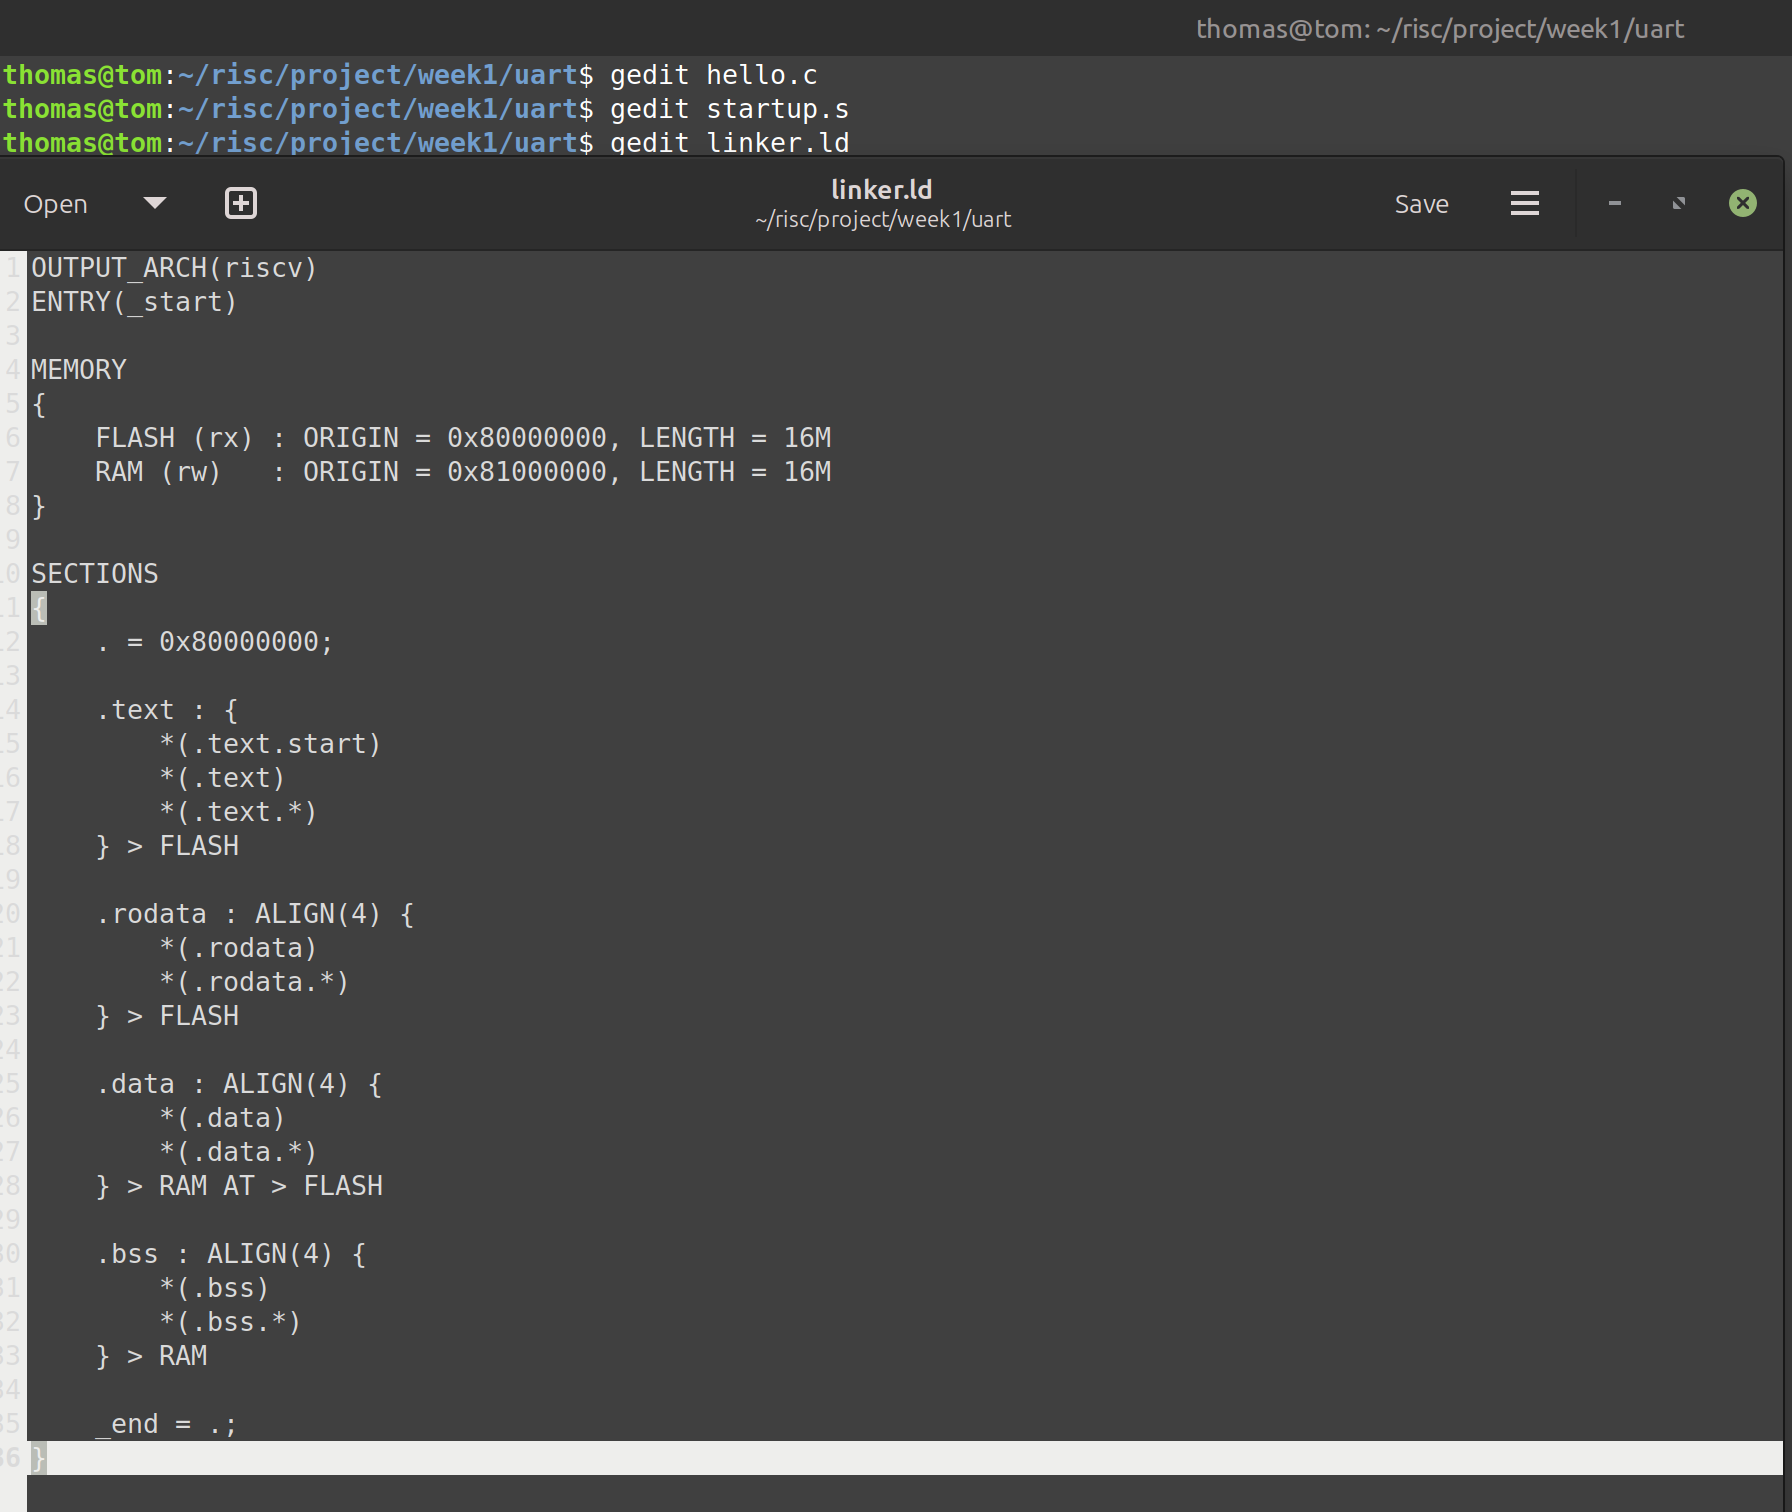 thomas@tom: ~/risc/project/week1/uart
thomas@tom:~/risc/project/week1/uart$ gedit hello.c
thomas@tom:~/risc/project/week1/uart$ gedit startup.s
thomas@tom:~/risc/project/week1/uart$ gedit linker.ld
Open linker.ld Save
~/risc/project/week1/uart
1 OUTPUT_ARCH(riscv)
2 ENTRY(_start)
3
4 MEMORY
5 {
6     FLASH (rx) : ORIGIN = 0x80000000, LENGTH = 16M
7     RAM (rw)   : ORIGIN = 0x81000000, LENGTH = 16M
8 }
9
10 SECTIONS
11 {
12     . = 0x80000000;
13
14     .text : {
15         *(.text.start)
16         *(.text)
17         *(.text.*)
18     } > FLASH
19
20     .rodata : ALIGN(4) {
21         *(.rodata)
22         *(.rodata.*)
23     } > FLASH
24
25     .data : ALIGN(4) {
26         *(.data)
27         *(.data.*)
28     } > RAM AT > FLASH
29
30     .bss : ALIGN(4) {
31         *(.bss)
32         *(.bss.*)
33     } > RAM
34
35     _end = .;
36 }